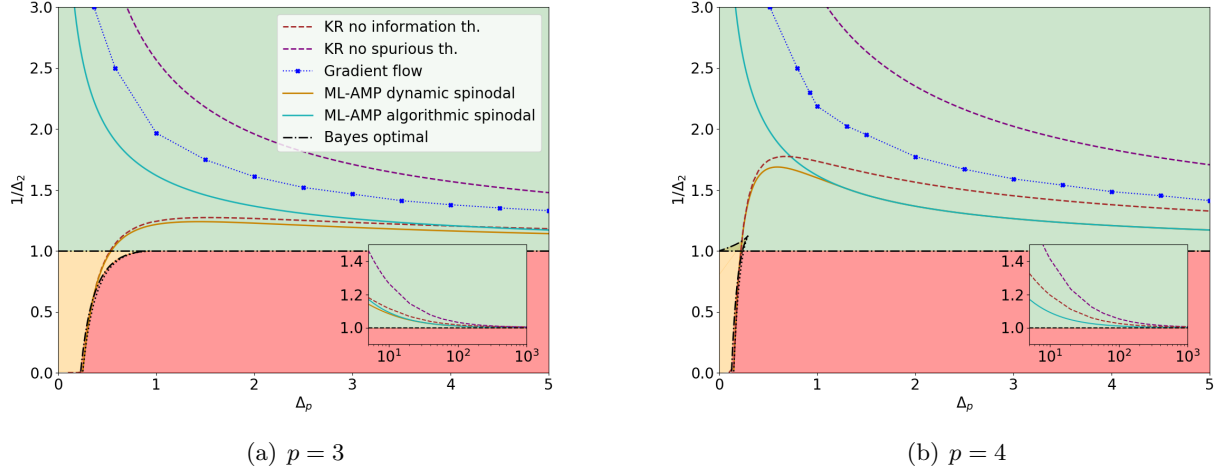 3.0
2.5
2.0
1.5
1.0
0.5
0.0
1/Δ₂
KR no information th.
KR no spurious th.
Gradient flow
ML-AMP dynamic spinodal
ML-AMP algorithmic spinodal
Bayes optimal
1.4
1.2
1.0
10¹ 10² 10³
0 1 2 3 4 5
Δₚ
(a) p = 3
3.0
2.5
2.0
1.5
1.0
0.5
0.0
1/Δ₂
1.4
1.2
1.0
10¹ 10² 10³
0 1 2 3 4 5
Δₚ
(b) p = 4